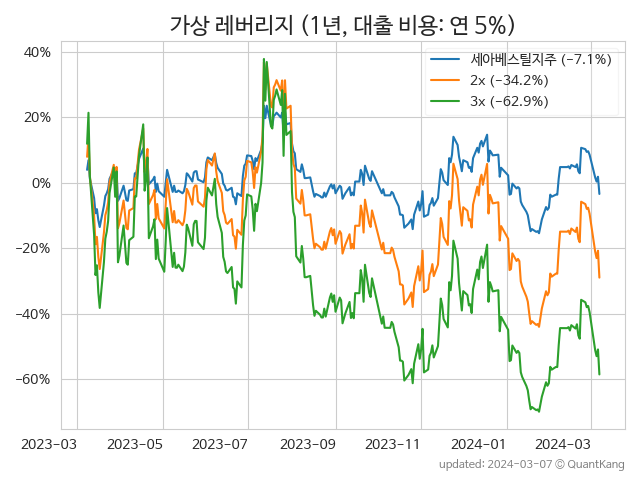 가상 레버리지 (1년, 대출 비용: 연 5%)
세아베스틸지주 (−7.1%)
2x (−34.2%)
3x (−62.9%)
40%
20%
0%
−20%
−40%
−60%
2023-03 2023-05 2023-07 2023-09 2023-11 2024-01 2024-03
updated: 2024-03-07 © QuantKang